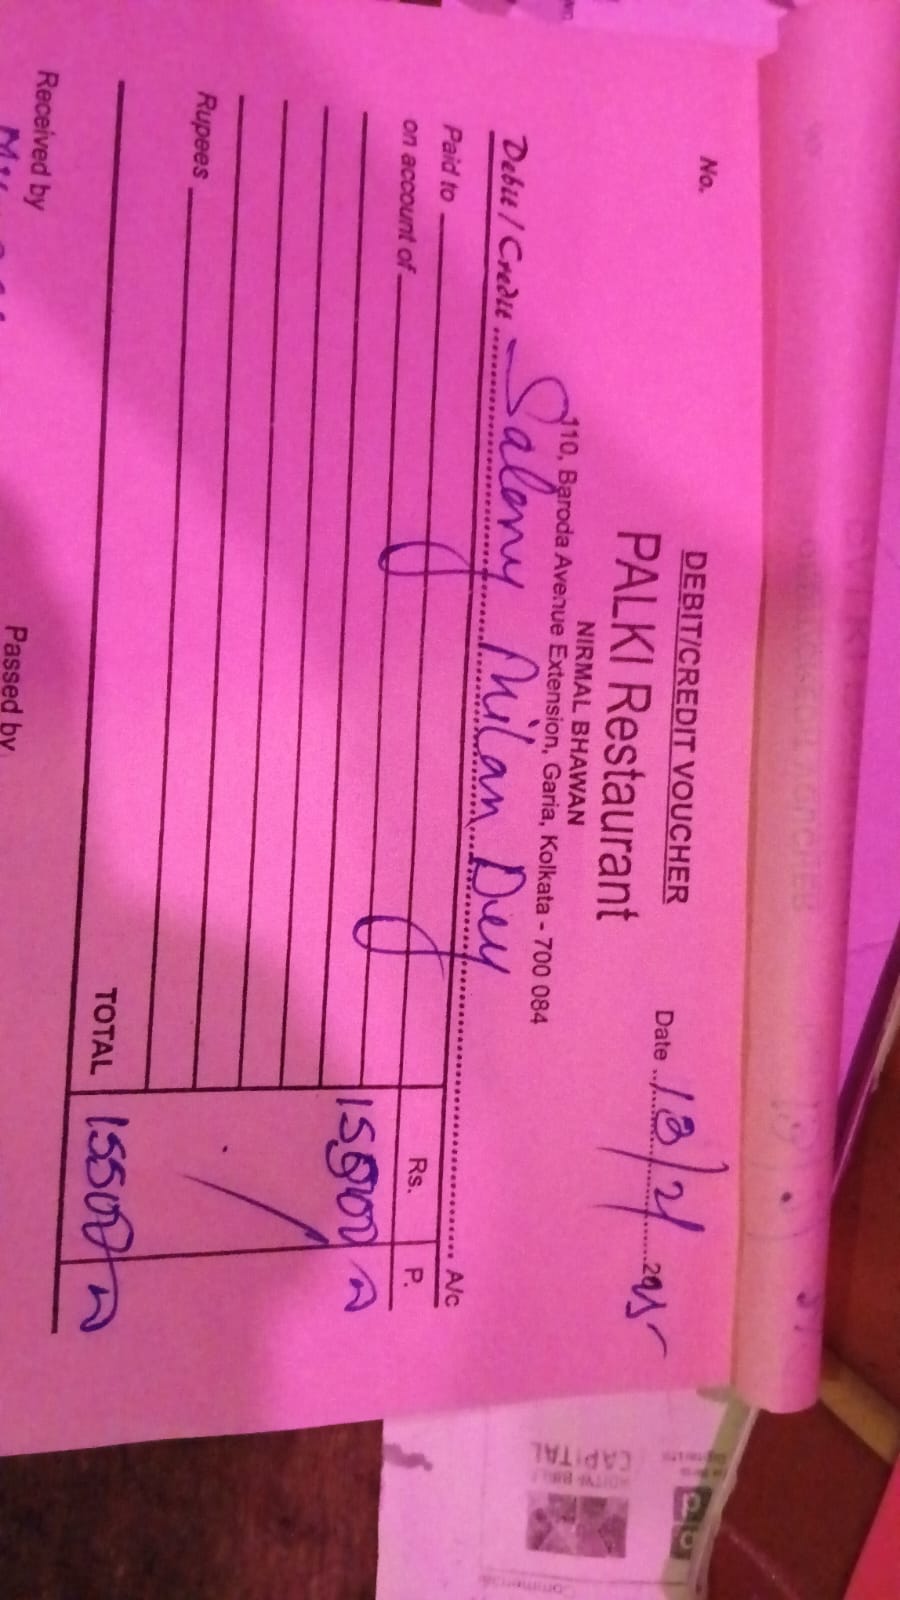 DEBIT/CREDIT VOUCHER
No.
PALKI Restaurant
Date 13/2/2025
NIRMAL BHAWAN
110, Baroda Avenue Extension, Garia, Kolkata - 700 084
Debit / Credit Salary Milan Dey A/c
Paid to
Rs. P.
on account of
15500
Rupees
TOTAL 15500
Received by
Passed by
CAPITAL